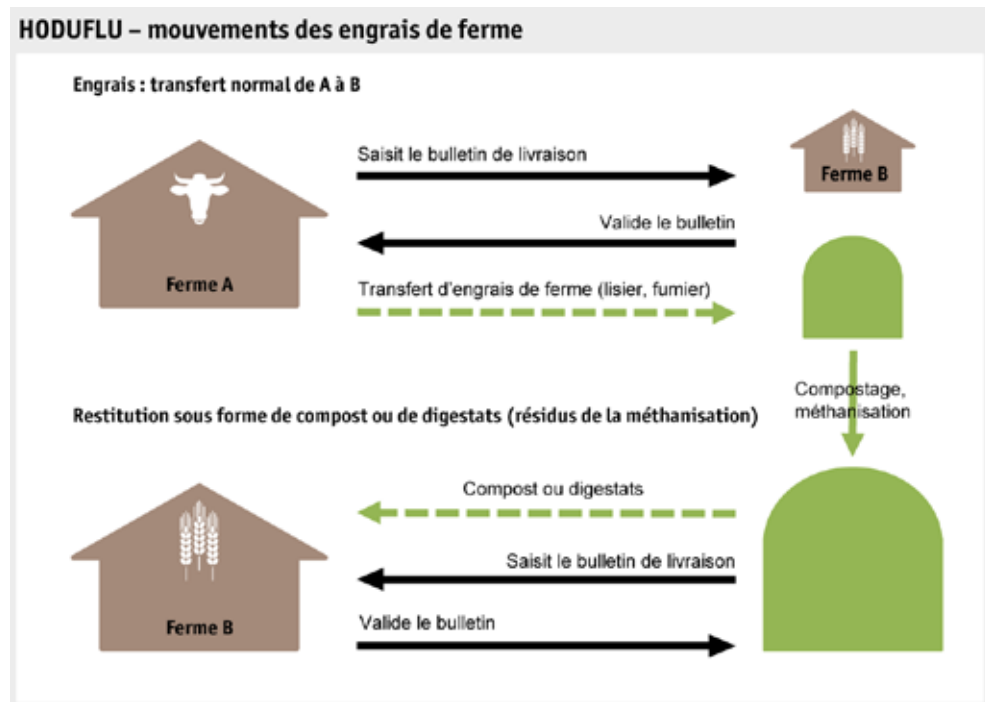 HODUFLU – mouvements des engrais de ferme
Engrais : transfert normal de A à B
Saisit le bulletin de livraison
Ferme B
Valide le bulletin
Ferme A
Transfert d'engrais de ferme (lisier, fumier)
Compostage,
méthanisation
Restitution sous forme de compost ou de digestats (résidus de la méthanisation)
Compost ou digestats
Saisit le bulletin de livraison
Ferme B
Valide le bulletin